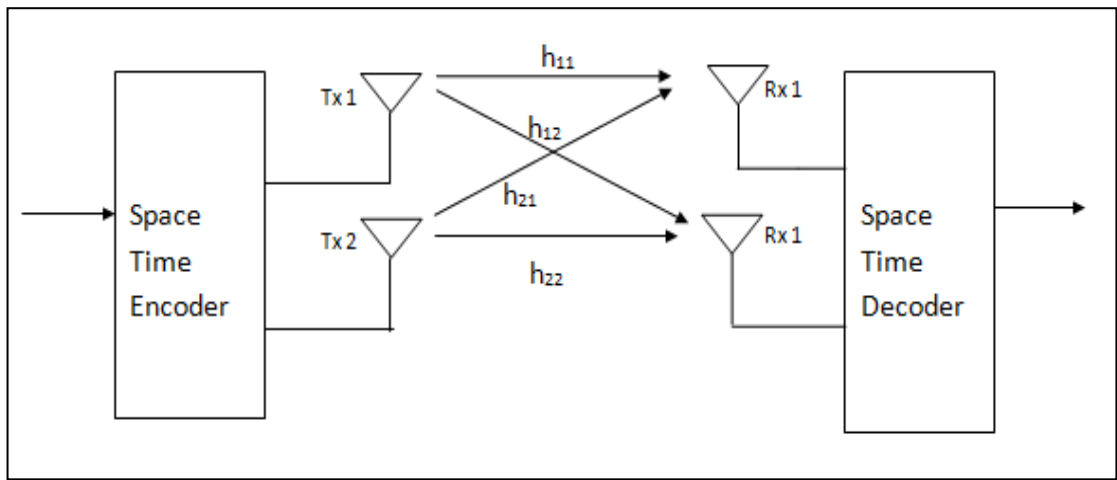 Space
Time
Encoder
Tx 1
Tx 2
h₁₁
h₁₂
h₂₁
h₂₂
Rx 1
Rx 1
Space
Time
Decoder